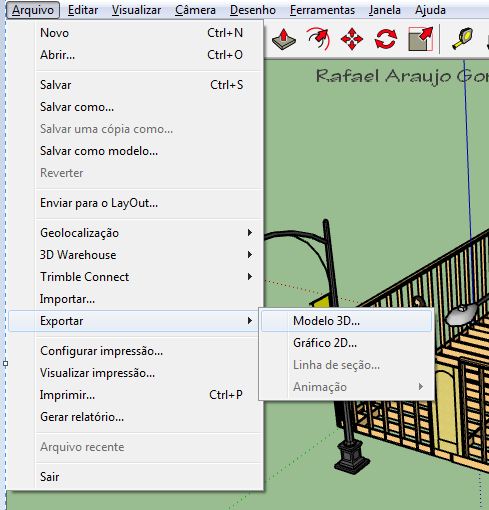 Arquivo Editar Visualizar Câmera Desenho Ferramentas Janela Ajuda
Novo Ctrl+N
Abrir... Ctrl+O
Salvar Ctrl+S
Salvar como...
Salvar uma cópia como...
Salvar como modelo...
Reverter
Enviar para o LayOut...
Geolocalização
3D Warehouse
Trimble Connect
Importar...
Exportar
Configurar impressão...
Visualizar impressão...
Imprimir... Ctrl+P
Gerar relatório...
Arquivo recente
Sair
Modelo 3D...
Gráfico 2D...
Linha de seção...
Animação
Rafael Araujo